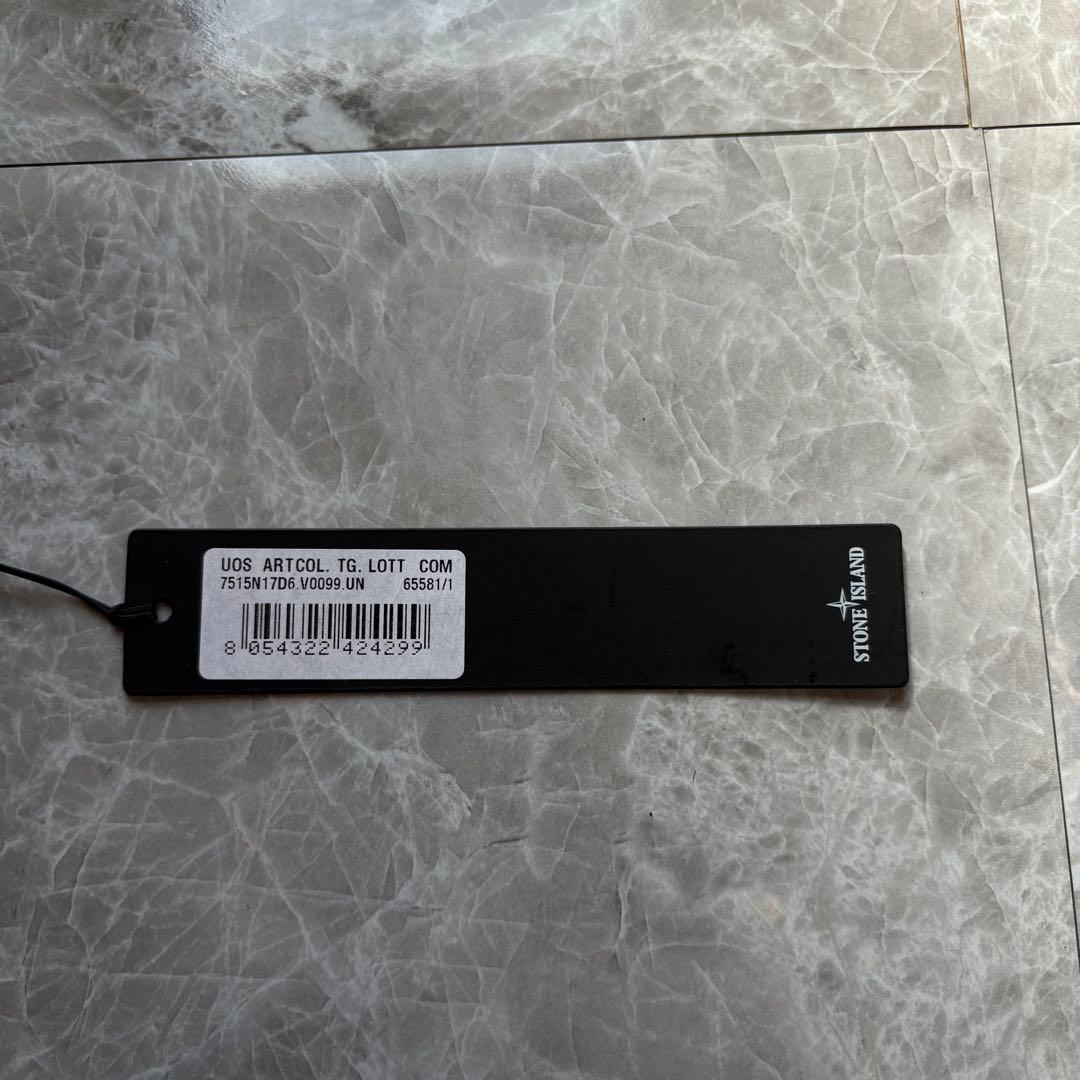 UOS ARTCOL. TG. LOTT COM
7515N17D6.V0099.UN 65581/1
8 054322 424299
STONE ISLAND